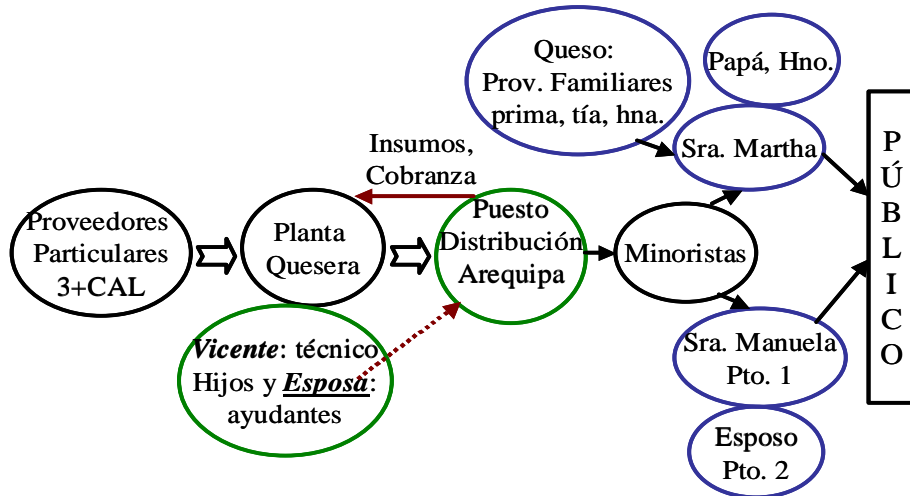 Queso:
Prov. Familiares
prima, tía, hna.
Papá, Hno.
Sra. Martha
Insumos,
Cobranza
Proveedores
Particulares
3+CAL
Planta
Quesera
Puesto
Distribución
Arequipa
Minoristas
Vicente: técnico
Hijos y Esposa:
ayudantes
Sra. Manuela
Pto. 1
Esposo
Pto. 2
P
Ú
B
L
I
C
O